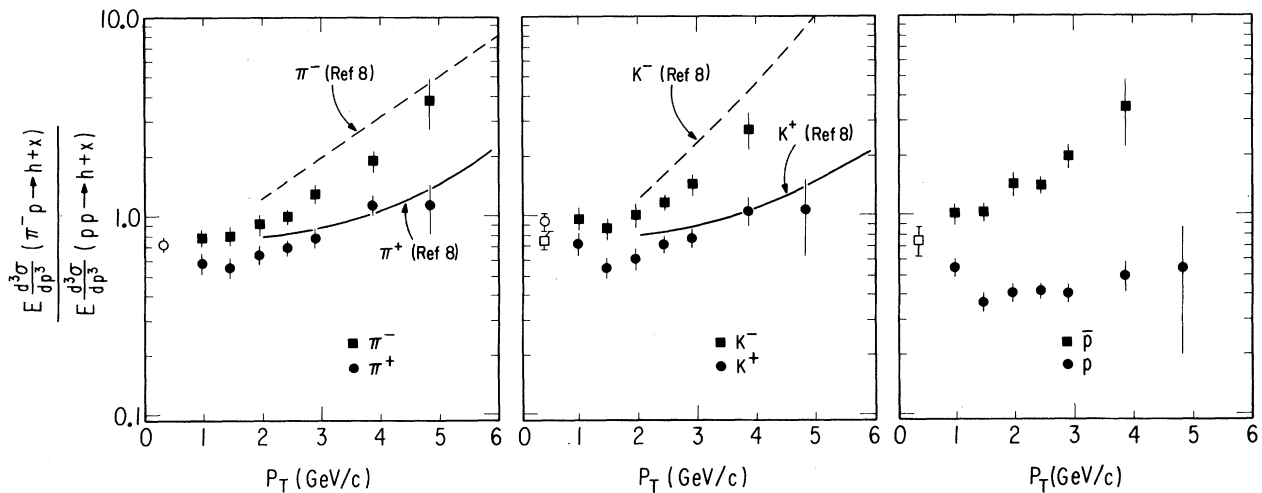 10.0
1.0
0.1
E d³σ/dp³ (π⁻ p → h + x)
E d³σ/dp³ (p p → h + x)
π⁻ (Ref 8)
π⁺ (Ref 8)
■ π⁻
● π⁺
0 1 2 3 4 5 6
P_T (GeV/c)
K⁻ (Ref 8)
K⁺ (Ref 8)
■ K⁻
● K⁺
0 1 2 3 4 5 6
P_T (GeV/c)
■ p̅
● p
0 1 2 3 4 5 6
P_T(GeV/c)